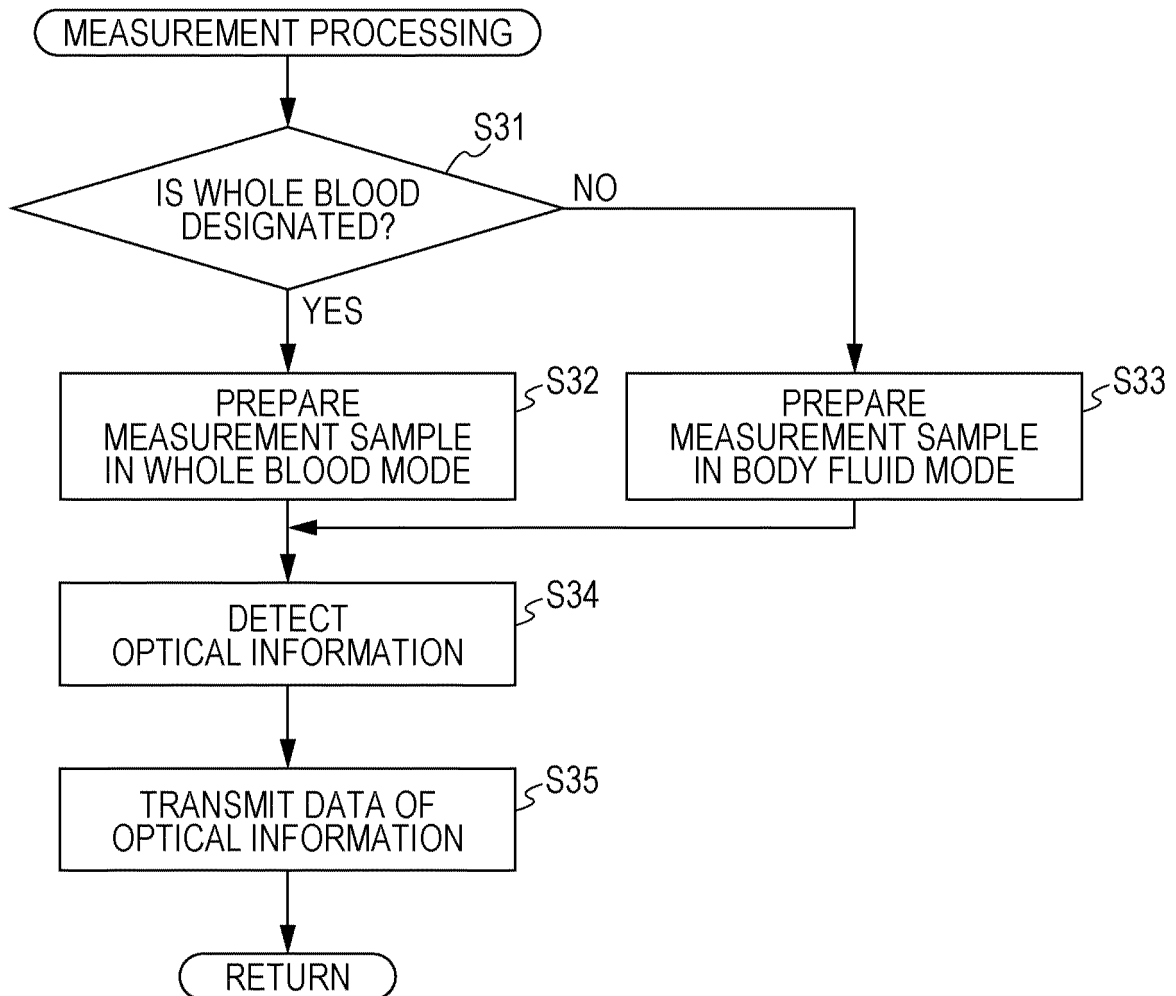 MEASUREMENT PROCESSING
S31
IS WHOLE BLOOD
DESIGNATED?
NO
YES
S32
PREPARE
MEASUREMENT SAMPLE
IN WHOLE BLOOD MODE
S33
PREPARE
MEASUREMENT SAMPLE
IN BODY FLUID MODE
S34
DETECT
OPTICAL INFORMATION
S35
TRANSMIT DATA OF
OPTICAL INFORMATION
RETURN